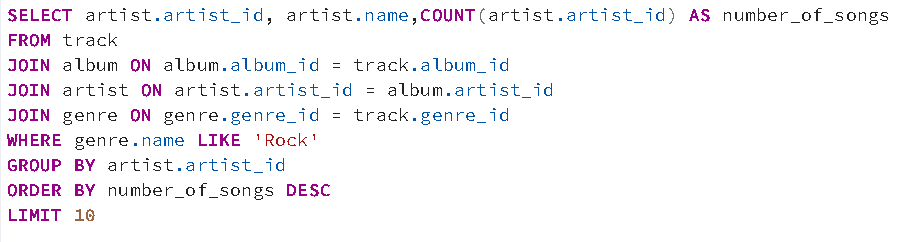 SELECT artist.artist_id, artist.name,COUNT(artist.artist_id) AS number_of_songs
FROM track
JOIN album ON album.album_id = track.album_id
JOIN artist ON artist.artist_id = album.artist_id
JOIN genre ON genre.genre_id = track.genre_id
WHERE genre.name LIKE 'Rock'
GROUP BY artist.artist_id
ORDER BY number_of_songs DESC
LIMIT 10